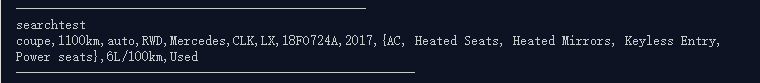 searchtest
coupe,1100km,auto,RWD,Mercedes,CLK,LX,18F0724A,2017,{AC, Heated Seats, Heated Mirrors, Keyless Entry,
Power seats},6L/100km,Used